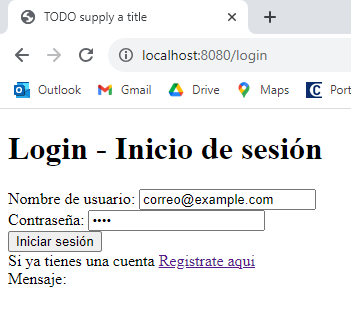 TODO supply a title
localhost:8080/login
Outlook Gmail Drive Maps Port
Login - Inicio de sesión
Nombre de usuario: correo@example.com
Contraseña: ••••
Iniciar sesión
Si ya tienes una cuenta Registrate aqui
Mensaje: